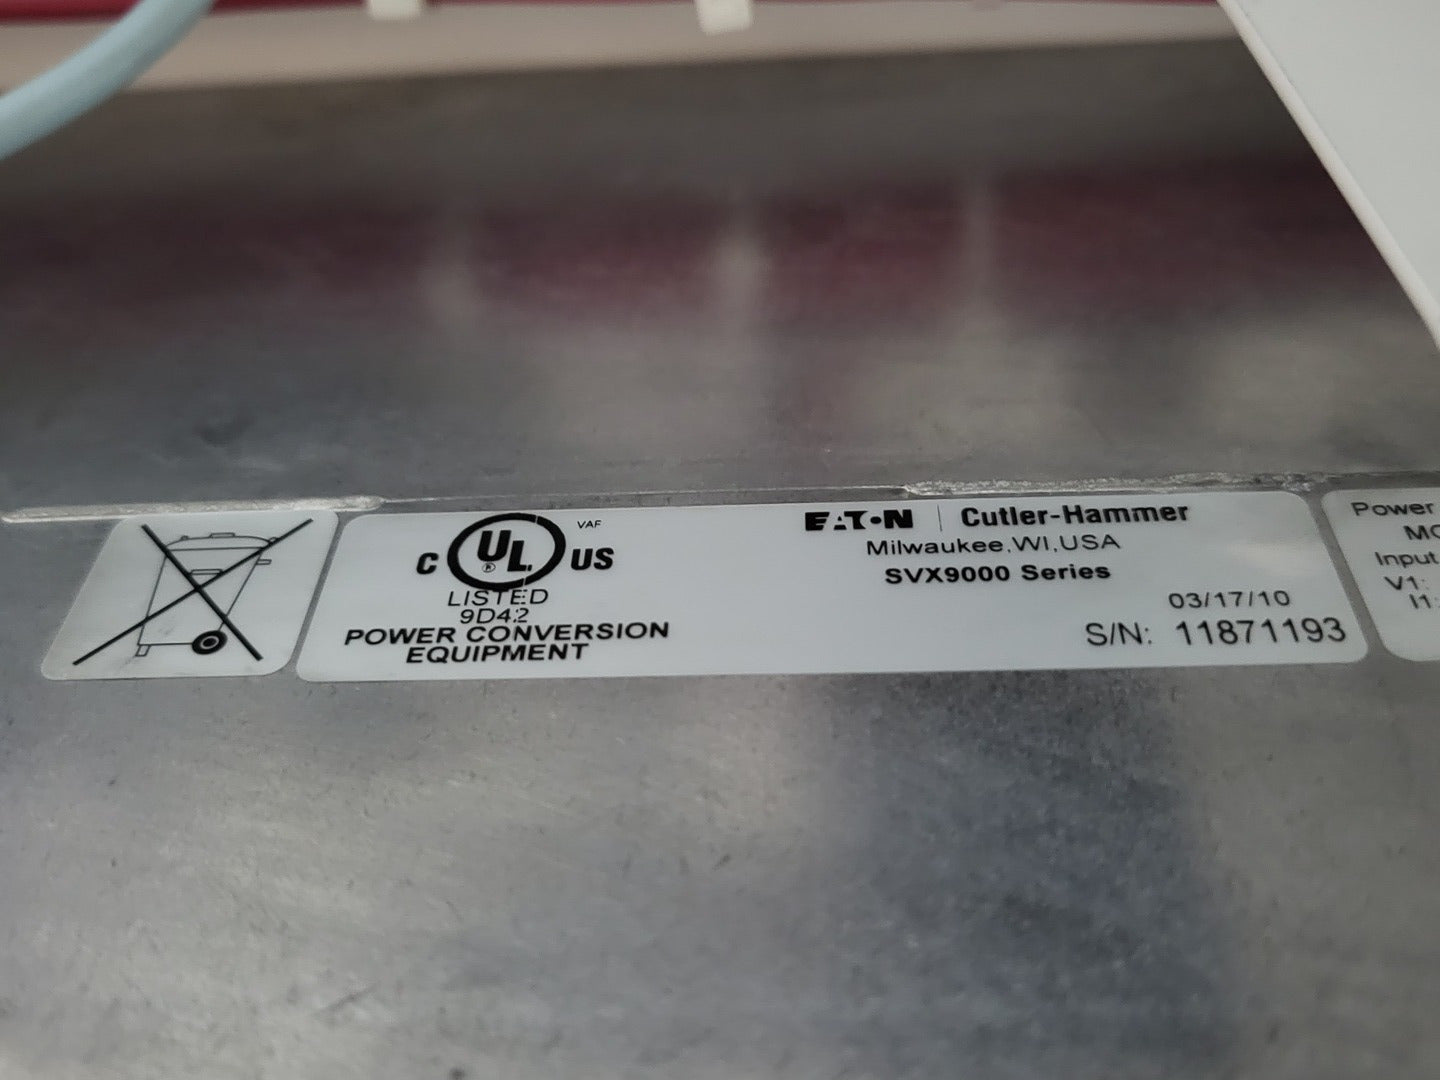 C UL® US
VAF
LISTED
9D42
POWER CONVERSION
EQUIPMENT
EATON | Cutler-Hammer
Milwaukee,WI,USA
SVX9000 Series
03/17/10
S/N: 11871193
Power
Input
V1:
I1: